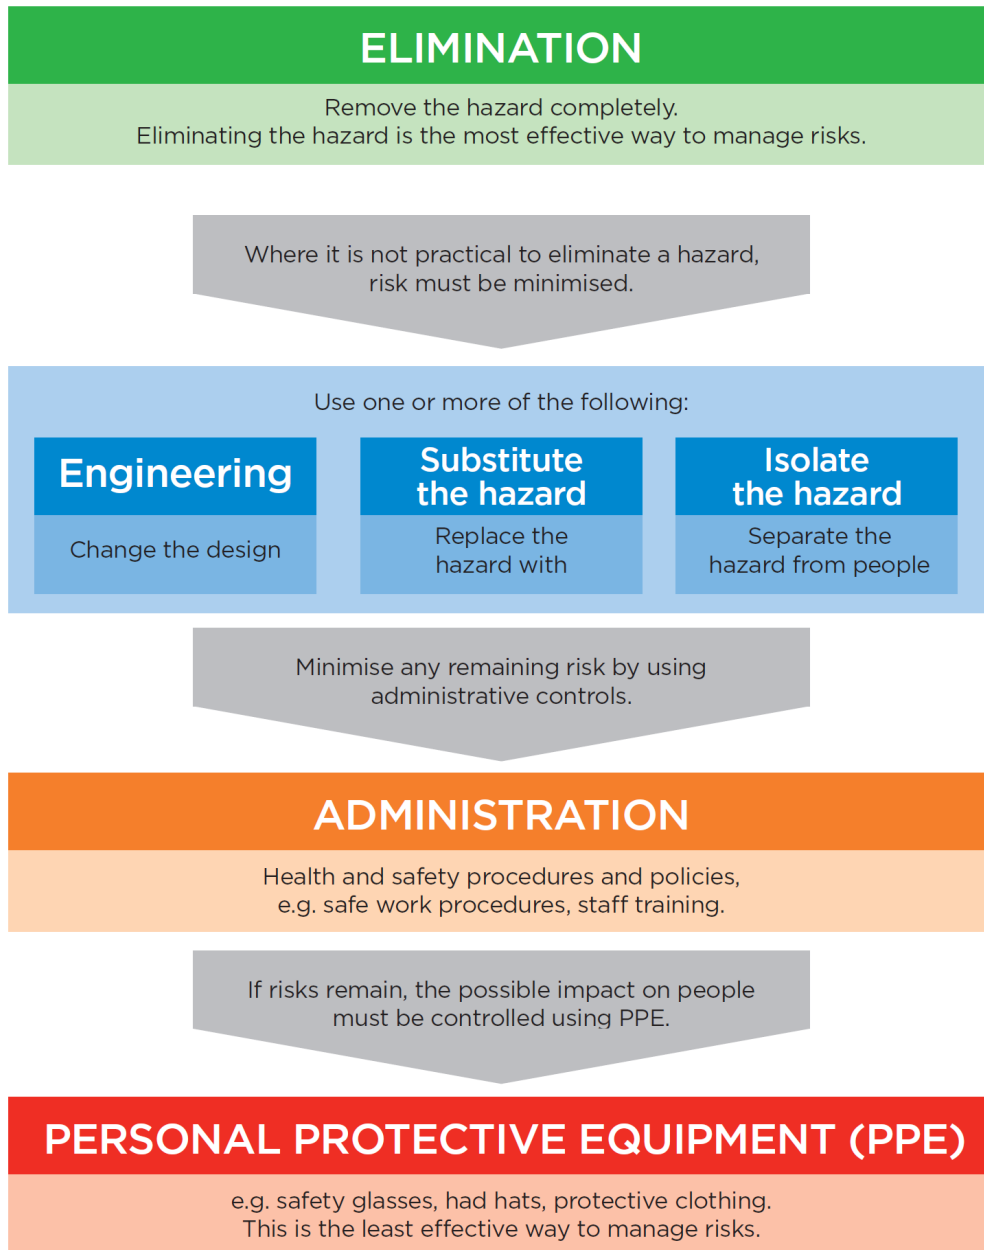 ELIMINATION
Remove the hazard completely.
Eliminating the hazard is the most effective way to manage risks.
Where it is not practical to eliminate a hazard,
risk must be minimised.
Use one or more of the following:
Engineering
Change the design
Substitute
the hazard
Replace the
hazard with
Isolate
the hazard
Separate the
hazard from people
Minimise any remaining risk by using
administrative controls.
ADMINISTRATION
Health and safety procedures and policies,
e.g. safe work procedures, staff training.
If risks remain, the possible impact on people
must be controlled using PPE.
PERSONAL PROTECTIVE EQUIPMENT (PPE)
e.g. safety glasses, had hats, protective clothing.
This is the least effective way to manage risks.